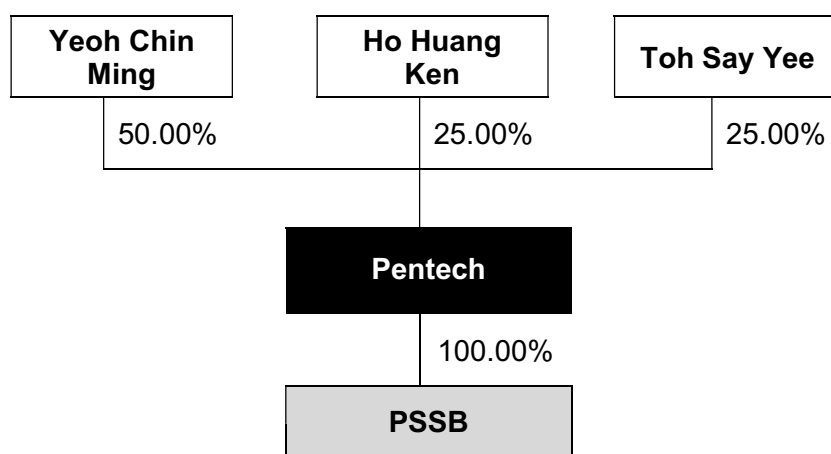 Yeoh Chin
Ming
Ho Huang
Ken
Toh Say Yee
50.00%
25.00%
25.00%
Pentech
100.00%
PSSB